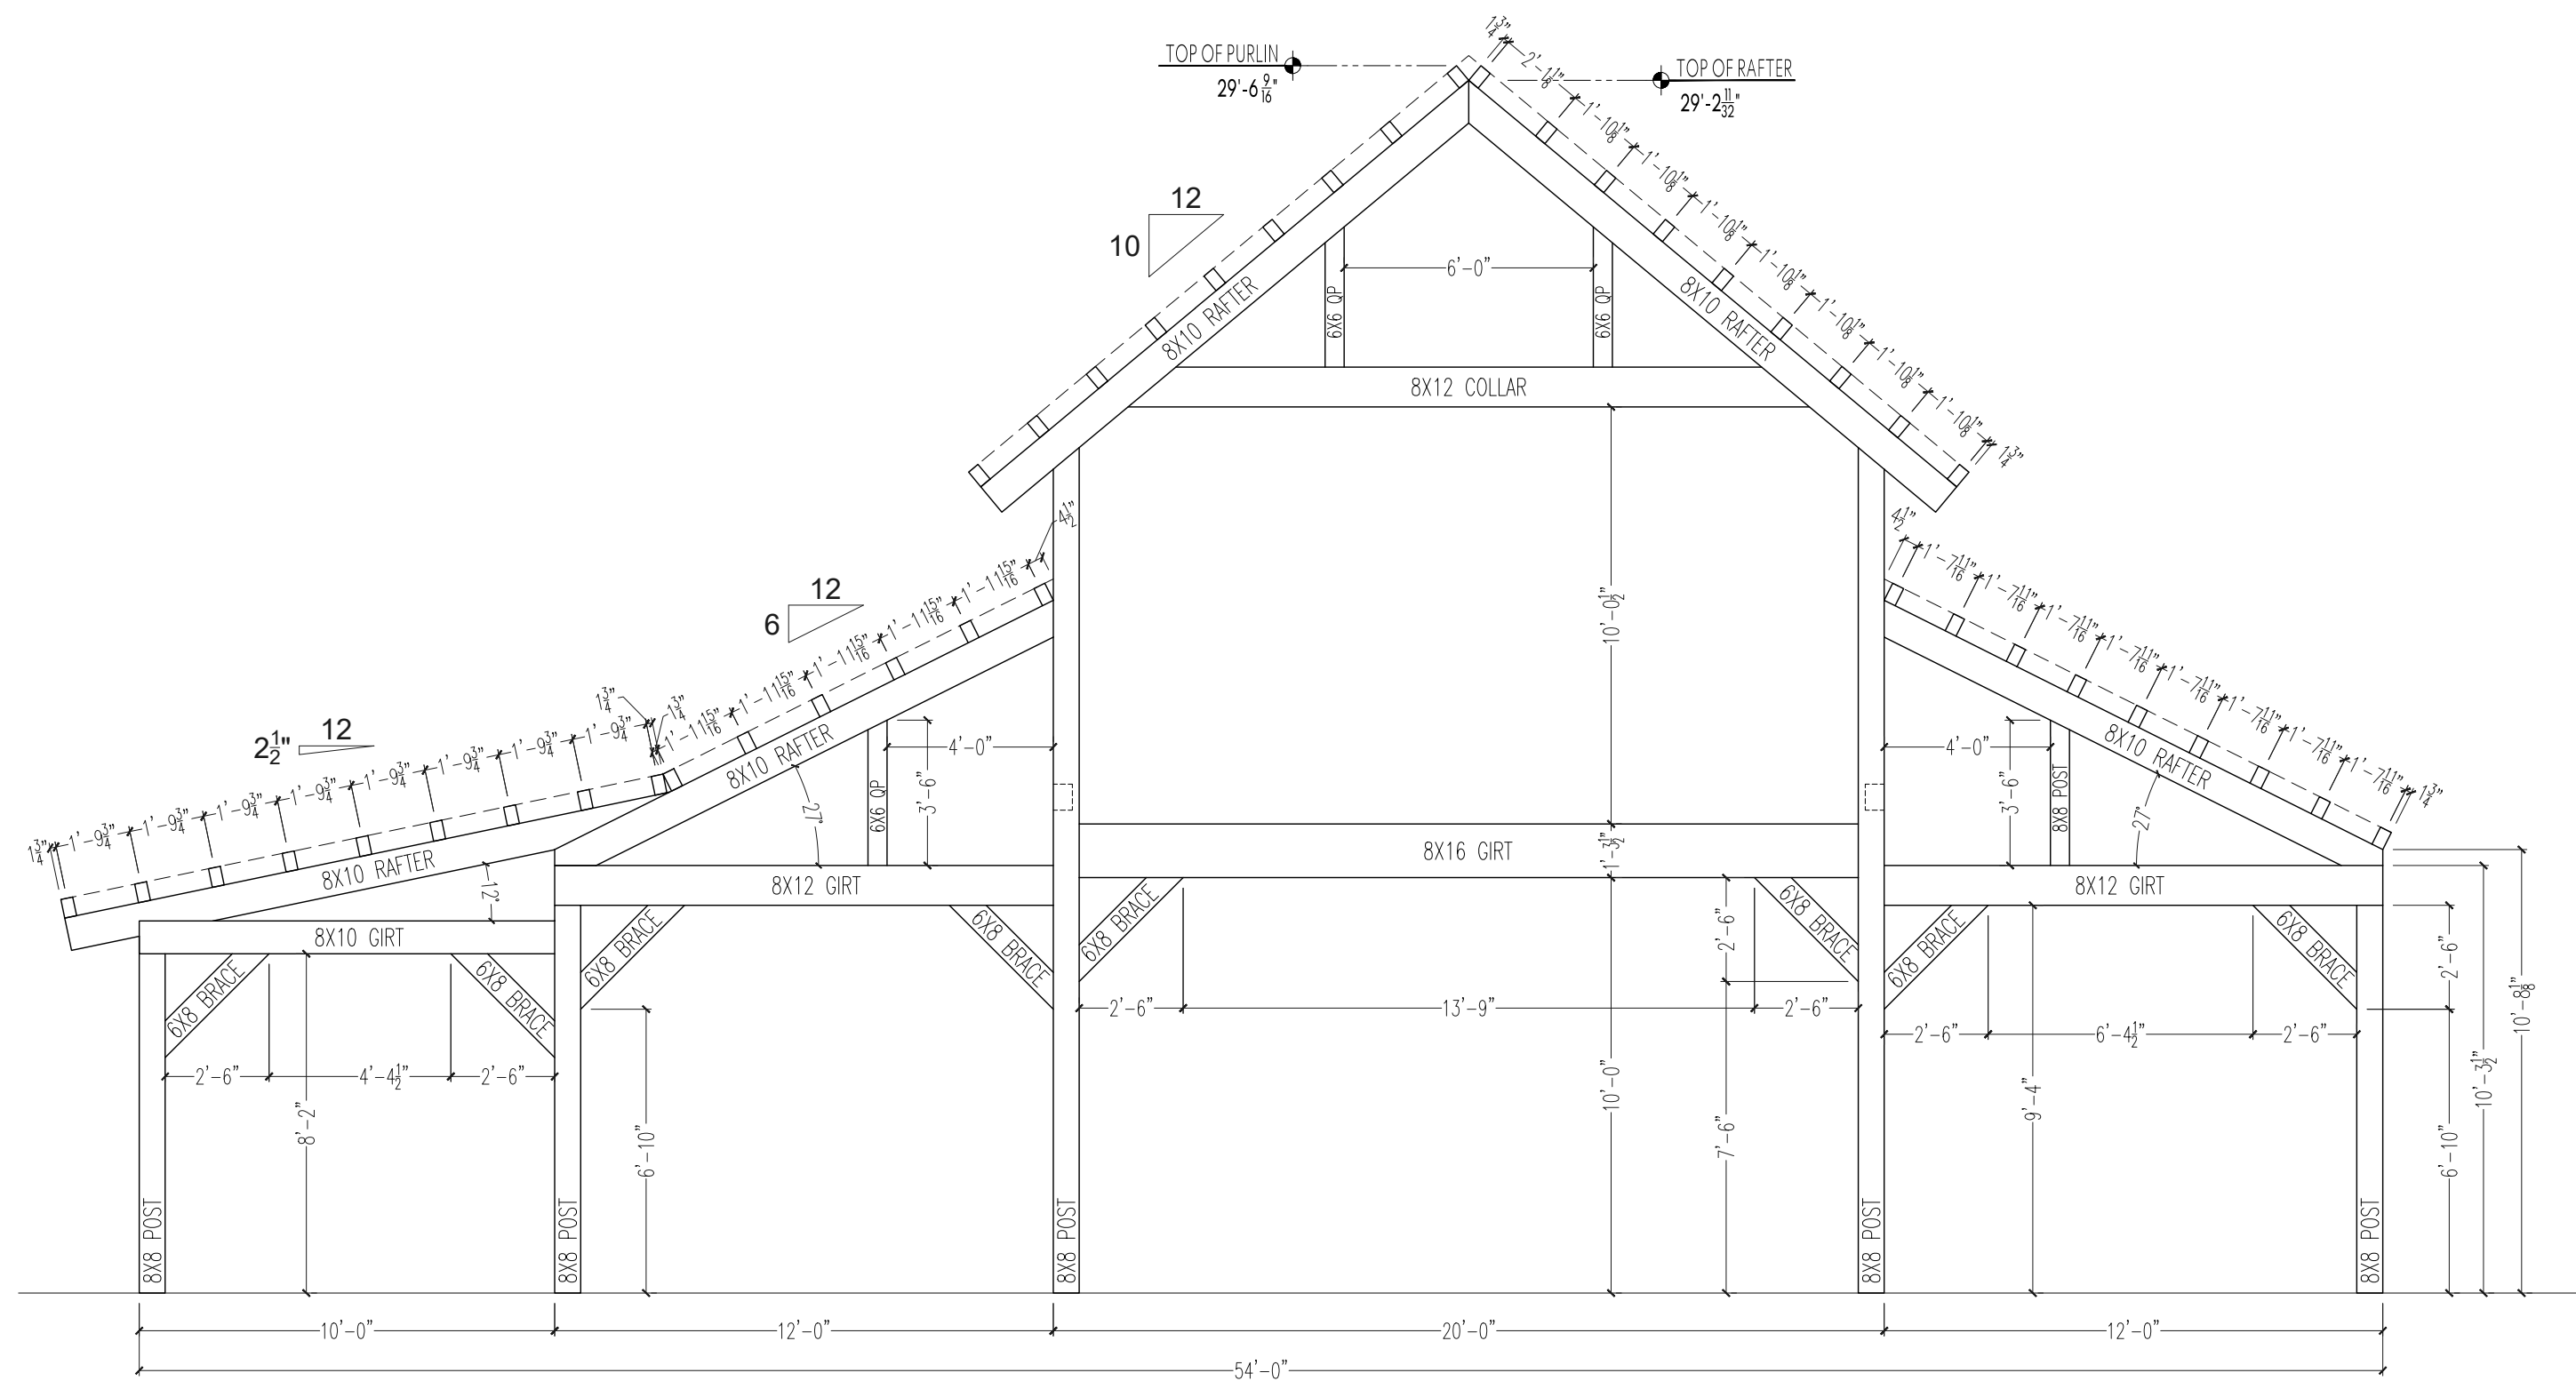 TOP OF PURLIN
29'-6 9/16"
TOP OF RAFTER
29'-2 11/32"
1 3/4"
2'-1 1/8"
1'-10 1/8"
1'-10 1/8"
1'-10 1/8"
1'-10 1/8"
1'-10 1/8"
1'-10 1/8"
1'-10 1/8"
1 3/4"
12
10
8X10 RAFTER
8X10 RAFTER
6X6 QP
6'-0"
6X6 QP
8X12 COLLAR
4 1/2"
1'-11 15/16"
1'-11 15/16"
1'-11 15/16"
1'-11 15/16"
1'-11 15/16"
1 3/4"
1 3/4"
12
6
4 1/2"
1'-7 11/16"
1'-7 11/16"
1'-7 11/16"
1'-7 11/16"
1'-7 11/16"
1'-7 11/16"
1'-7 11/16"
1'-7 11/16"
1 3/4"
12
2 1/2"
1 3/4"
1'-9 3/4"
1'-9 3/4"
1'-9 3/4"
1'-9 3/4"
1'-9 3/4"
1'-9 3/4"
1'-9 3/4"
1'-9 3/4"
8X10 RAFTER
12°
8X10 RAFTER
27°
6X6 QP
3'-6"
4'-0"
10'-0 1/2"
1'-3 1/2"
4'-0"
3'-6"
8X8 POST
27°
8X10 RAFTER
8X10 GIRT
8X12 GIRT
8X16 GIRT
8X12 GIRT
6X8 BRACE
6X8 BRACE
6X8 BRACE
6X8 BRACE
6X8 BRACE
6X8 BRACE
6X8 BRACE
6X8 BRACE
2'-6"
4'-4 1/2"
2'-6"
2'-6"
13'-9"
2'-6"
2'-6"
6'-4 1/2"
2'-6"
8'-2"
6'-10"
10'-0"
2'-6"
7'-6"
9'-4"
2'-6"
6'-10"
10'-3 1/2"
10'-8 1/8"
8X8 POST
8X8 POST
8X8 POST
8X8 POST
8X8 POST
10'-0"
12'-0"
20'-0"
12'-0"
54'-0"